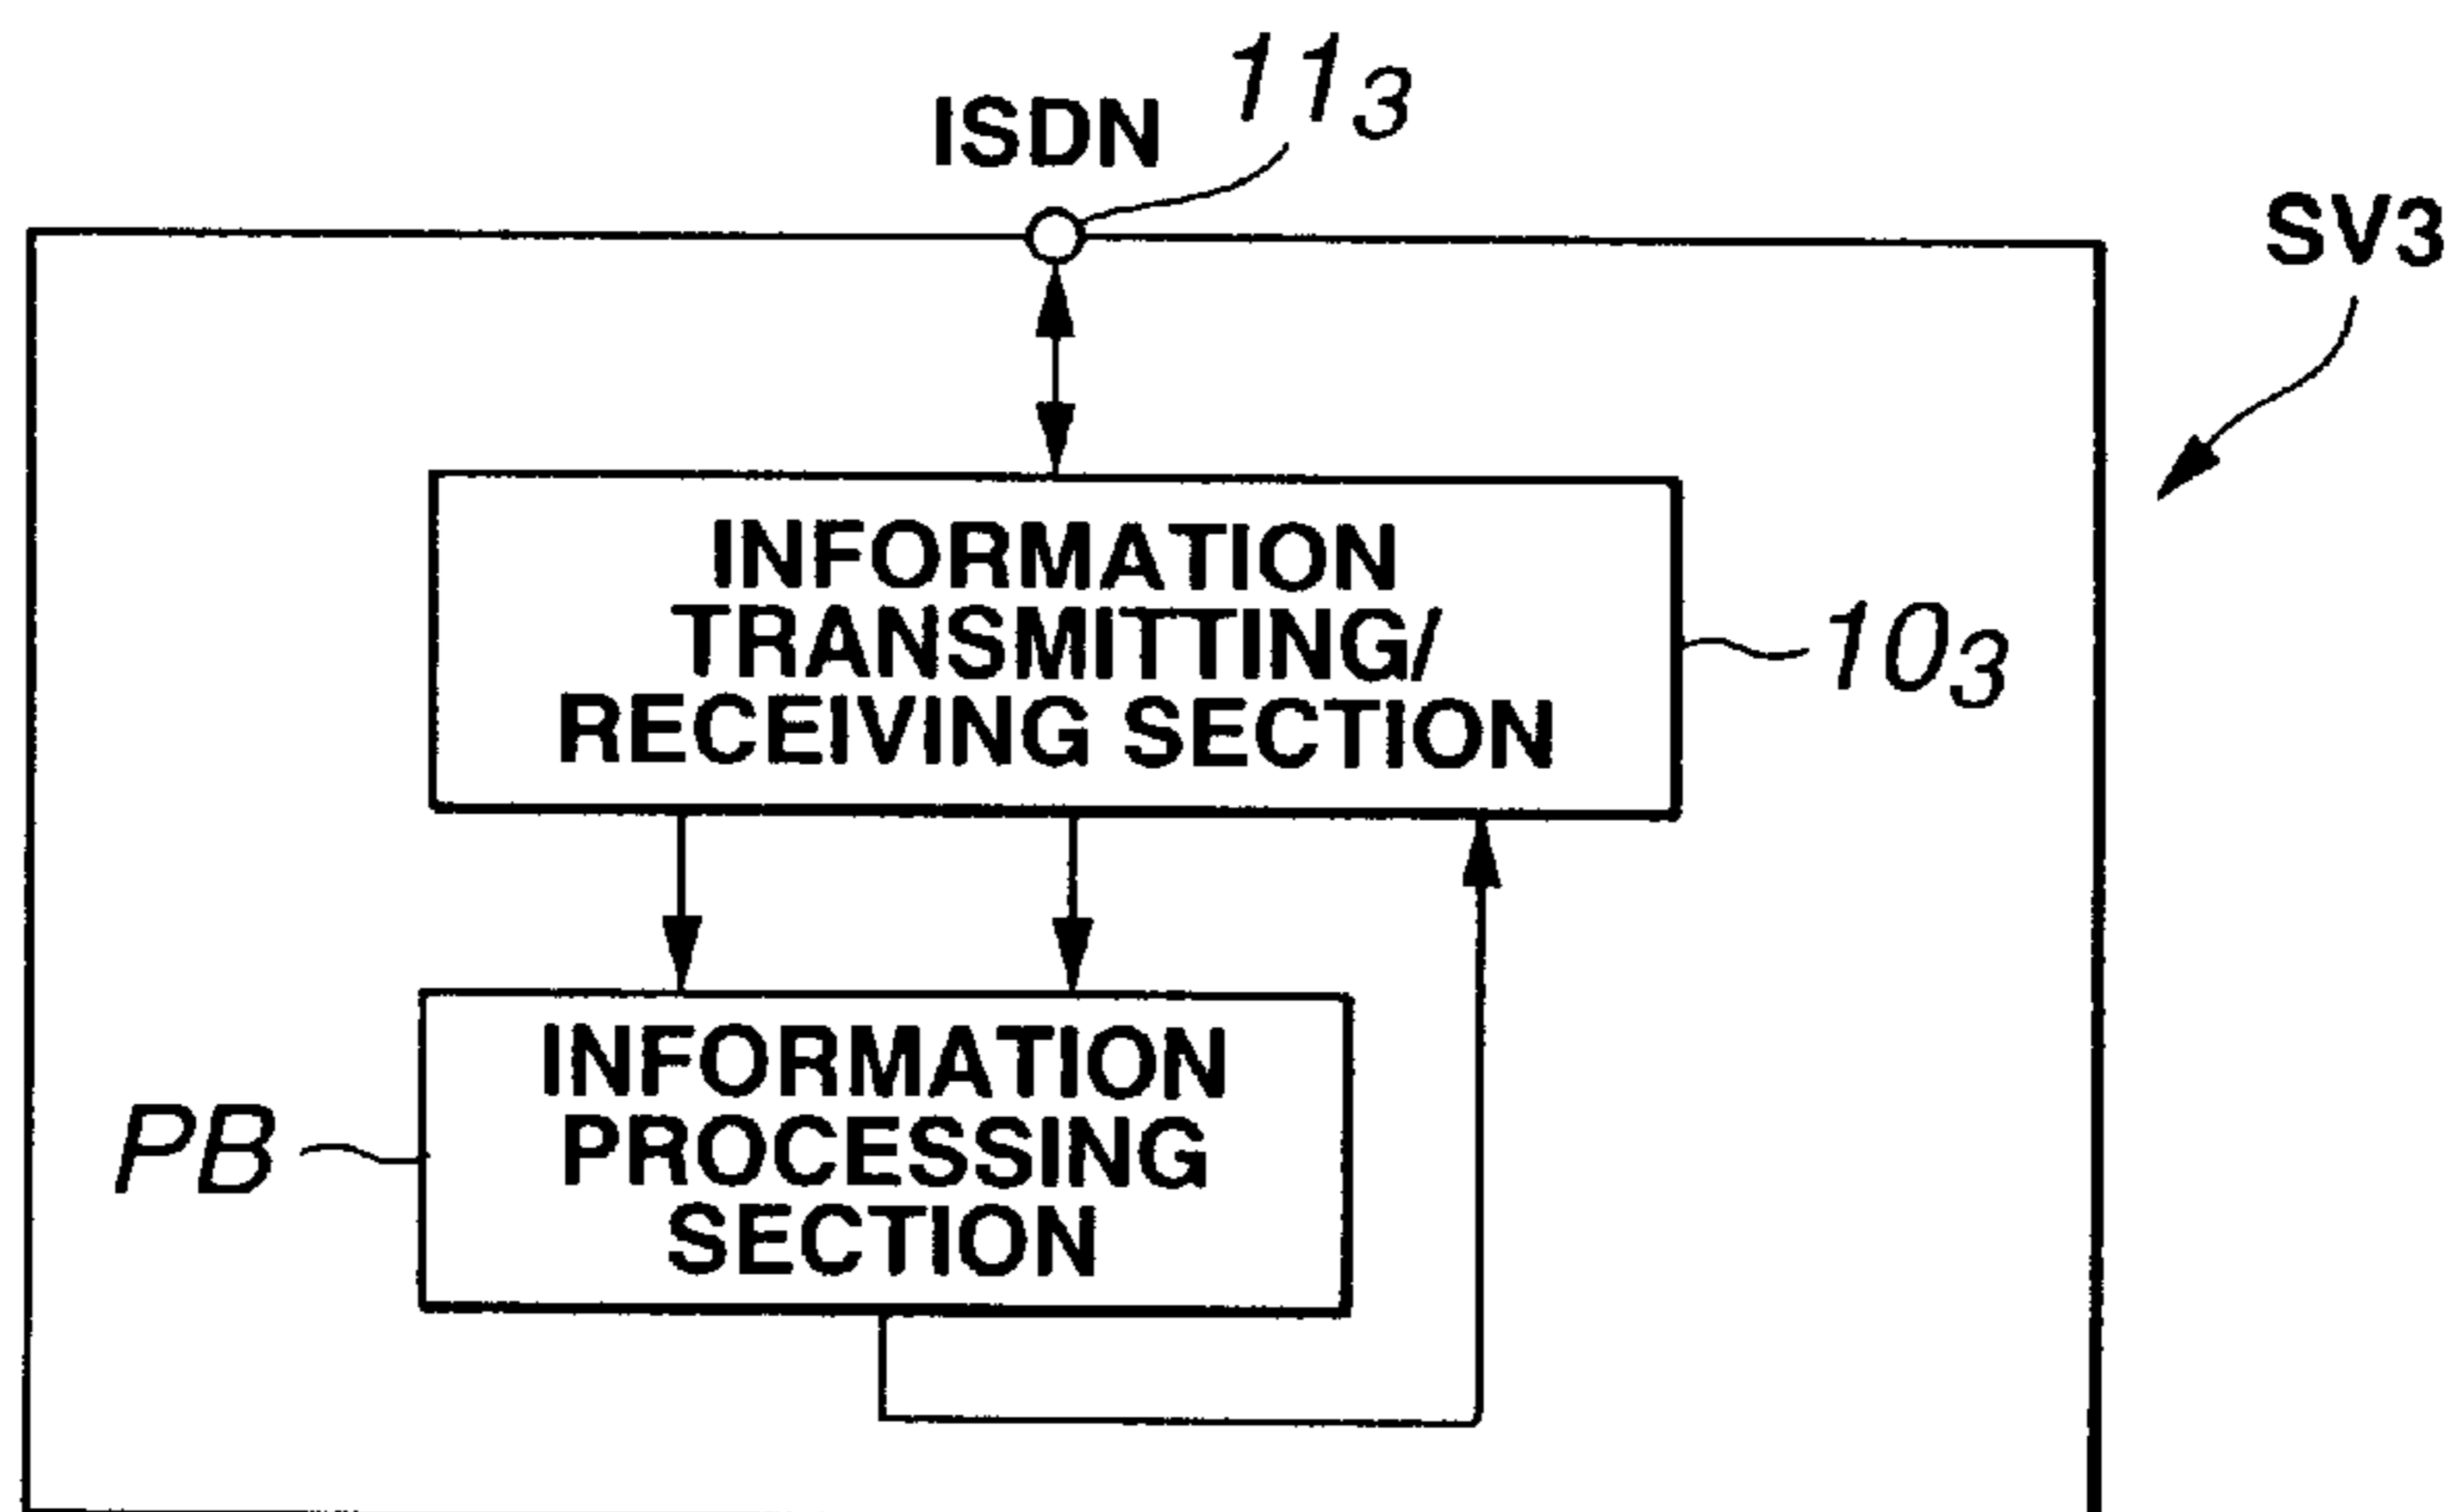 ISDN 11₃
SV3
INFORMATION
TRANSMITTING/
RECEIVING SECTION
10₃
INFORMATION
PROCESSING
SECTION
PB